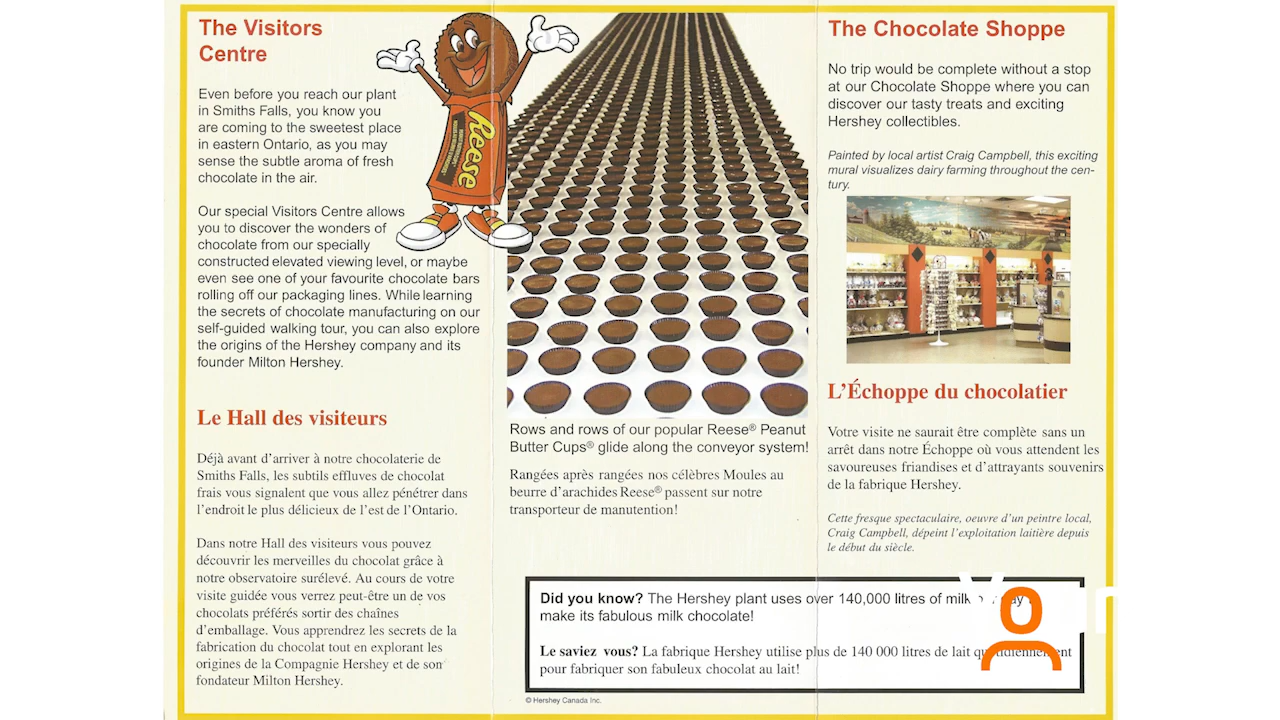 The Visitors
Centre
Even before you reach our plant
in Smiths Falls, you know you
are coming to the sweetest place
in eastern Ontario, as you may
sense the subtle aroma of fresh
chocolate in the air.
Our special Visitors Centre allows
you to discover the wonders of
chocolate from our specially
constructed elevated viewing level, or maybe
even see one of your favourite chocolate bars
rolling off our packaging lines. While learning
the secrets of chocolate manufacturing on our
self-guided walking tour, you can also explore
the origins of the Hershey company and its
founder Milton Hershey.
Le Hall des visiteurs
Déjà avant d'arriver à notre chocolaterie de
Smiths Falls, les subtils effluves de chocolat
frais vous signalent que vous allez pénétrer dans
l'endroit le plus délicieux de l'est de l'Ontario.
Dans notre Hall des visiteurs vous pouvez
découvrir les merveilles du chocolat grâce à
notre observatoire surélevé. Au cours de votre
visite guidée vous verrez peut-être un de vos
chocolats préférés sortir des chaînes
d'emballage. Vous apprendrez les secrets de la
fabrication du chocolat tout en explorant les
origines de la Compagnie Hershey et de son
fondateur Milton Hershey.
Reese
Rows and rows of our popular Reese® Peanut
Butter Cups® glide along the conveyor system!
Rangées après rangées nos célèbres Moules au
beurre d'arachides Reese® passent sur notre
transporteur de manutention!
The Chocolate Shoppe
No trip would be complete without a stop
at our Chocolate Shoppe where you can
discover our tasty treats and exciting
Hershey collectibles.
Painted by local artist Craig Campbell, this exciting
mural visualizes dairy farming throughout the cen-
tury.
L'Échoppe du chocolatier
Votre visite ne saurait être complète sans un
arrêt dans notre Échoppe où vous attendent les
savoureuses friandises et d'attrayants souvenirs
de la fabrique Hershey.
Cette fresque spectaculaire, oeuvre d'un peintre local,
Craig Campbell, dépeint l'exploitation laitière depuis
le début du siècle.
Did you know? The Hershey plant uses over 140,000 litres of milk
make its fabulous milk chocolate!
Le saviez vous? La fabrique Hershey utilise plus de 140 000 litres de lait quotidiennement
pour fabriquer son fabuleux chocolat au lait!
© Hershey Canada Inc.